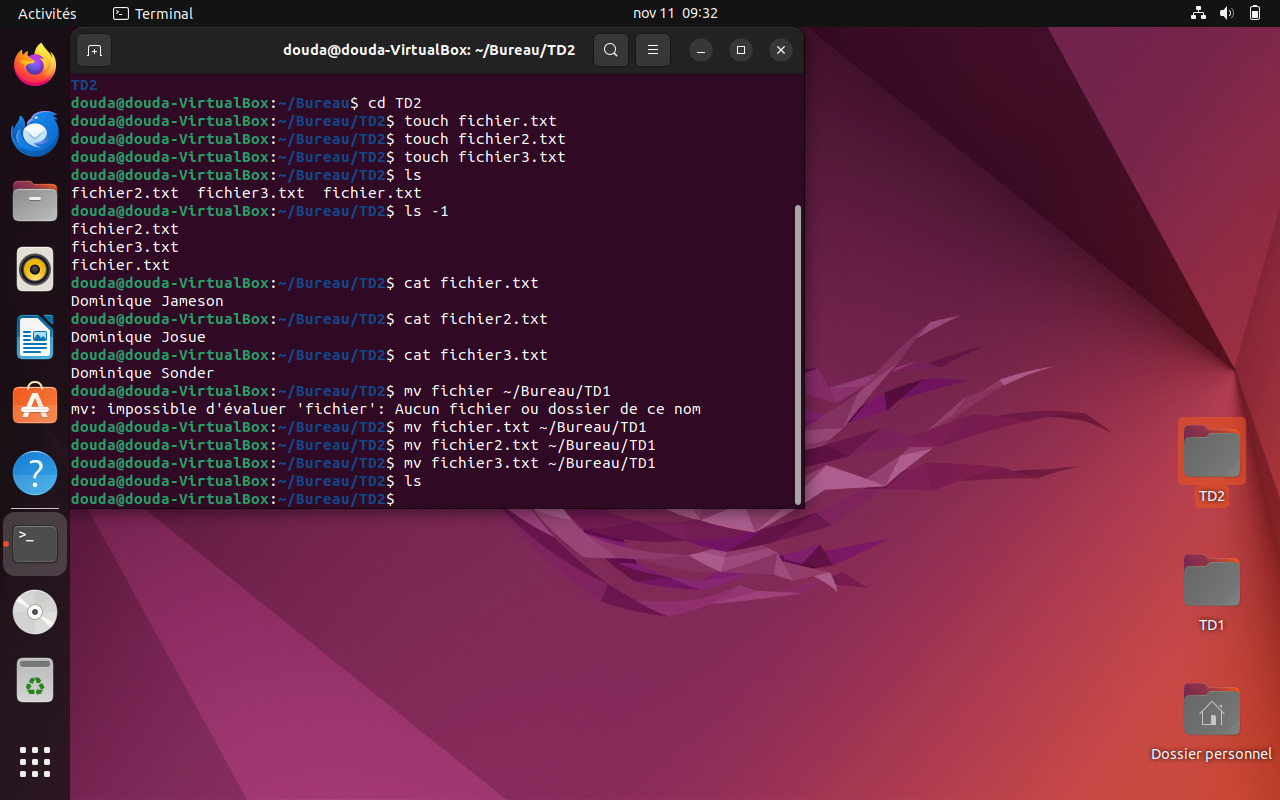 Activités
Terminal
nov 11 09:32
douda@douda-VirtualBox: ~/Bureau/TD2
TD2
douda@douda-VirtualBox:~/Bureau$ cd TD2
douda@douda-VirtualBox:~/Bureau/TD2$ touch fichier.txt
douda@douda-VirtualBox:~/Bureau/TD2$ touch fichier2.txt
douda@douda-VirtualBox:~/Bureau/TD2$ touch fichier3.txt
douda@douda-VirtualBox:~/Bureau/TD2$ ls
fichier2.txt  fichier3.txt  fichier.txt
douda@douda-VirtualBox:~/Bureau/TD2$ ls -1
fichier2.txt
fichier3.txt
fichier.txt
douda@douda-VirtualBox:~/Bureau/TD2$ cat fichier.txt
Dominique Jameson
douda@douda-VirtualBox:~/Bureau/TD2$ cat fichier2.txt
Dominique Josue
douda@douda-VirtualBox:~/Bureau/TD2$ cat fichier3.txt
Dominique Sonder
douda@douda-VirtualBox:~/Bureau/TD2$ mv fichier ~/Bureau/TD1
mv: impossible d'évaluer 'fichier': Aucun fichier ou dossier de ce nom
douda@douda-VirtualBox:~/Bureau/TD2$ mv fichier.txt ~/Bureau/TD1
douda@douda-VirtualBox:~/Bureau/TD2$ mv fichier2.txt ~/Bureau/TD1
douda@douda-VirtualBox:~/Bureau/TD2$ mv fichier3.txt ~/Bureau/TD1
douda@douda-VirtualBox:~/Bureau/TD2$ ls
douda@douda-VirtualBox:~/Bureau/TD2$
TD2
TD1
Dossier personnel